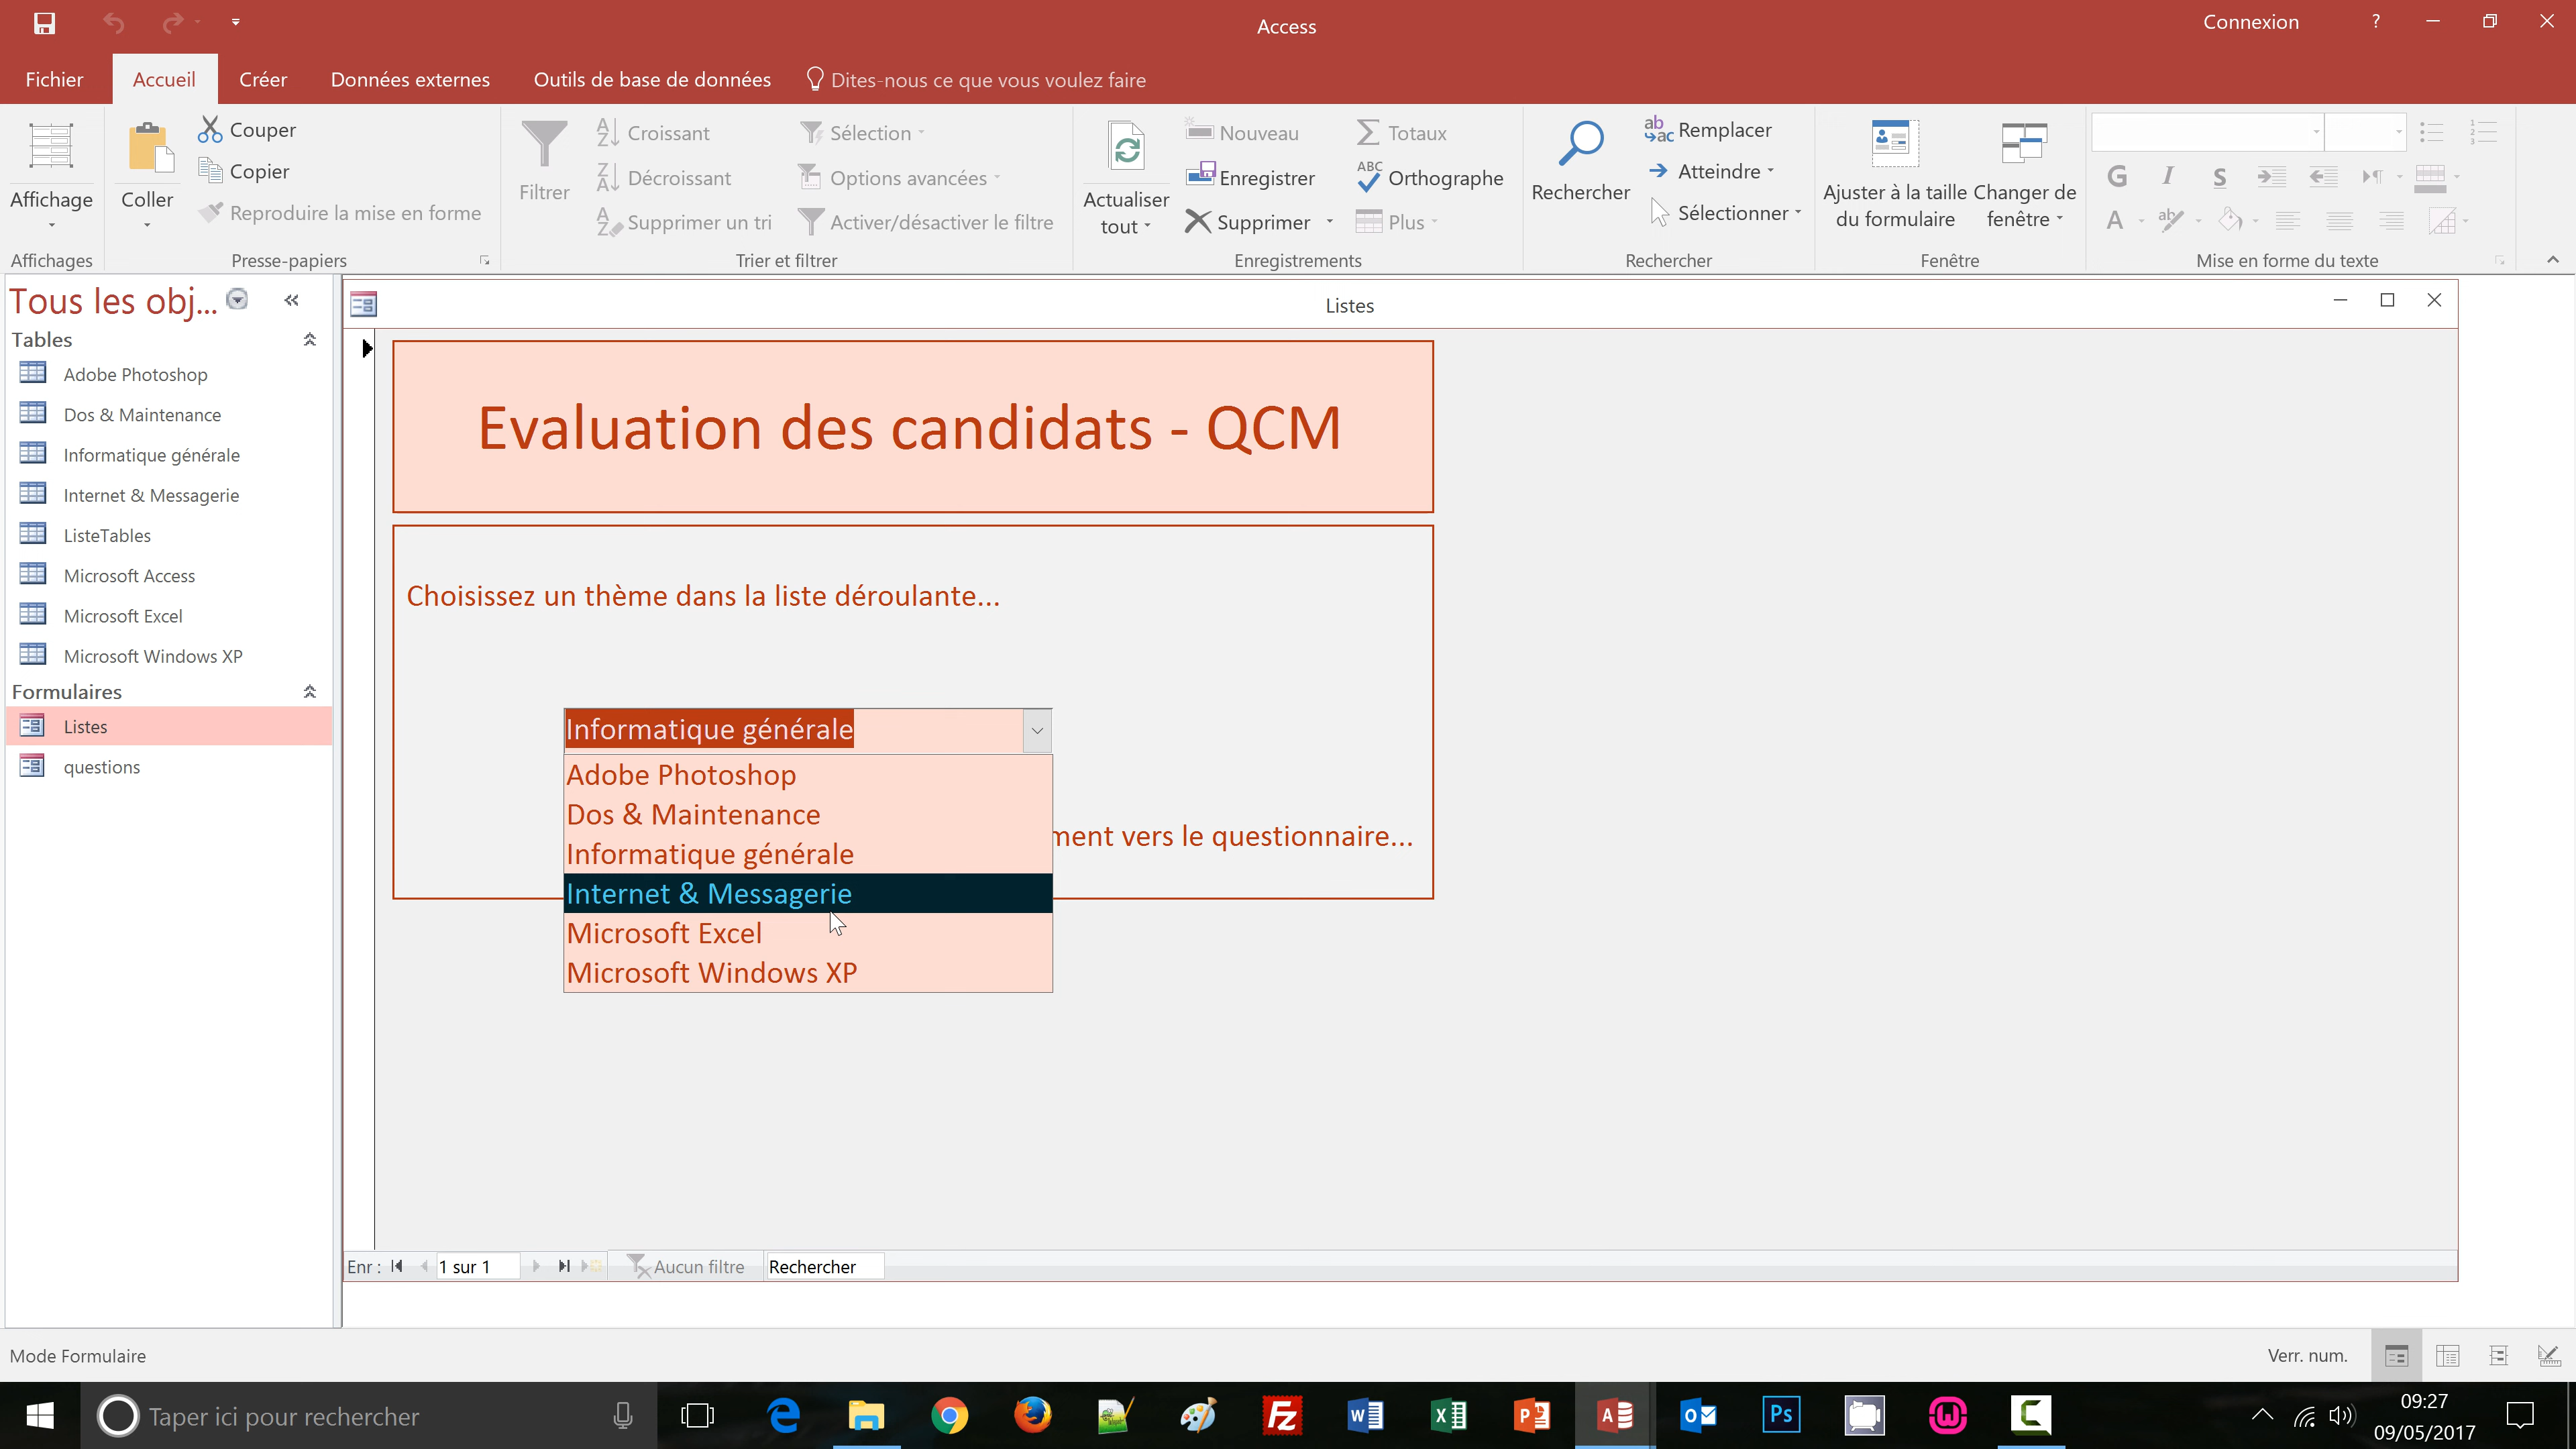 Access
Connexion
?
Fichier
Accueil
Créer
Données externes
Outils de base de données
Dites-nous ce que vous voulez faire
Affichage
Affichages
Coller
Couper
Copier
Reproduire la mise en forme
Presse-papiers
Filtrer
Croissant
Décroissant
Supprimer un tri
Sélection
Options avancées
Activer/désactiver le filtre
Trier et filtrer
Actualiser
tout
Nouveau
Enregistrer
Supprimer
Totaux
Orthographe
Plus
Enregistrements
Rechercher
Remplacer
Atteindre
Sélectionner
Rechercher
Ajuster à la taille
du formulaire
Changer de
fenêtre
Fenêtre
G I S
A
Mise en forme du texte
Tous les obj...
Tables
Adobe Photoshop
Dos & Maintenance
Informatique générale
Internet & Messagerie
ListeTables
Microsoft Access
Microsoft Excel
Microsoft Windows XP
Formulaires
Listes
questions
Listes
Evaluation des candidats - QCM
Choisissez un thème dans la liste déroulante...
Informatique générale
Adobe Photoshop
Dos & Maintenance
Informatique générale
ment vers le questionnaire...
Internet & Messagerie
Microsoft Excel
Microsoft Windows XP
Enr : 1 sur 1
Aucun filtre
Rechercher
Mode Formulaire
Verr. num.
Taper ici pour rechercher
09:27
09/05/2017